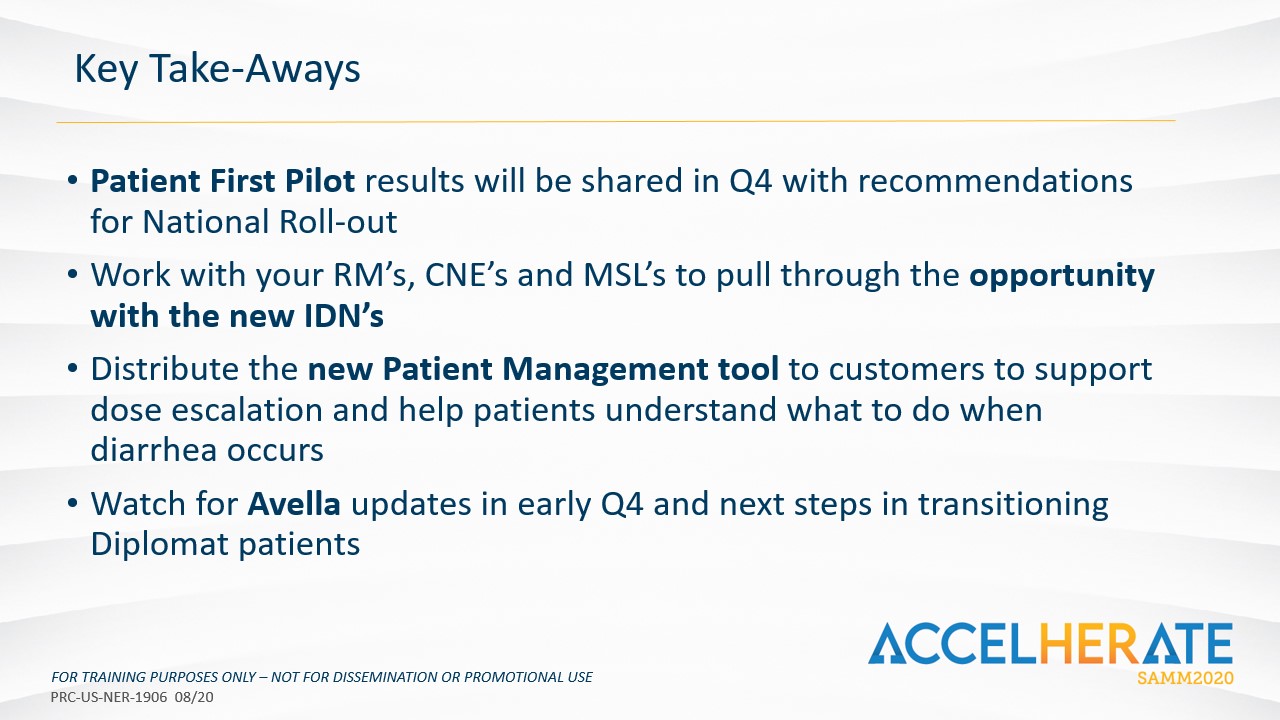 Key Take-Aways
• Patient First Pilot results will be shared in Q4 with recommendations
for National Roll-out
• Work with your RM’s, CNE’s and MSL’s to pull through the opportunity
with the new IDN’s
• Distribute the new Patient Management tool to customers to support
dose escalation and help patients understand what to do when
diarrhea occurs
• Watch for Avella updates in early Q4 and next steps in transitioning
Diplomat patients
ACCELHERATE
SAMM2020
FOR TRAINING PURPOSES ONLY – NOT FOR DISSEMINATION OR PROMOTIONAL USE
PRC-US-NER-1906 08/20